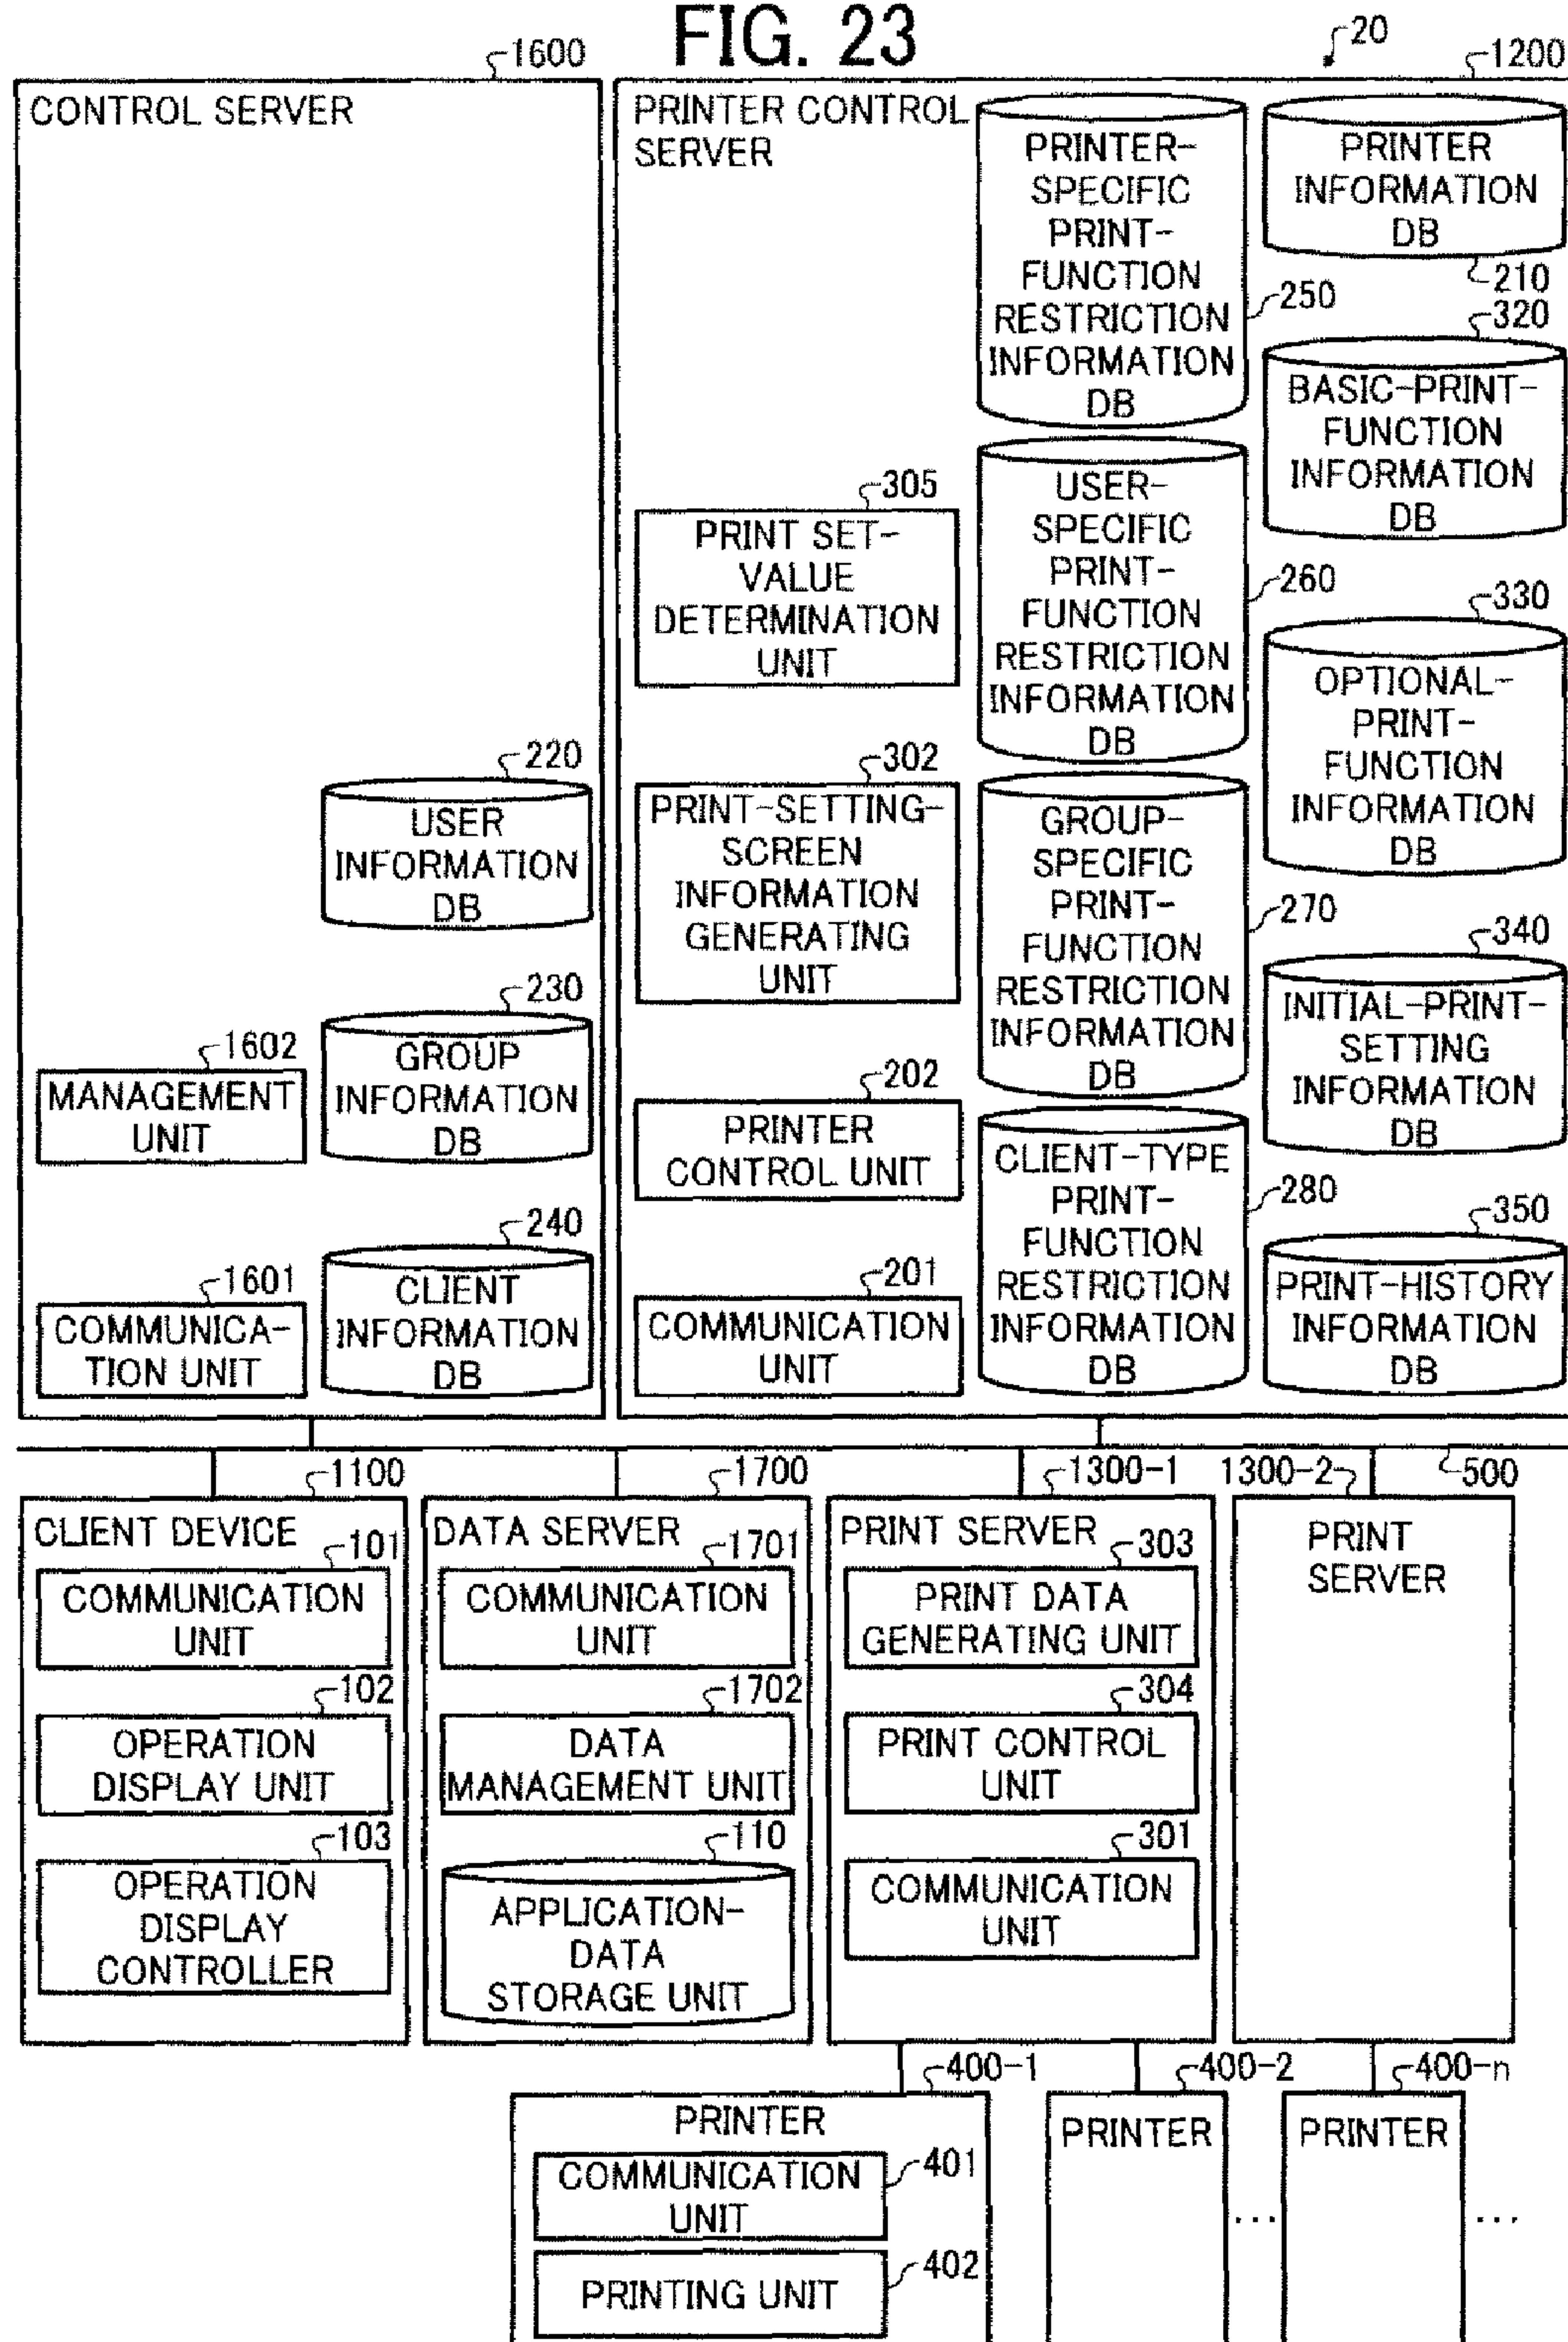 FIG. 23
20
1600
CONTROL SERVER
220
USER
INFORMATION
DB
230
GROUP
INFORMATION
DB
1602
MANAGEMENT
UNIT
240
CLIENT
INFORMATION
DB
1601
COMMUNICA-
TION UNIT
1200
PRINTER CONTROL
SERVER
305
PRINT SET-
VALUE
DETERMINATION
UNIT
302
PRINT-SETTING-
SCREEN
INFORMATION
GENERATING
UNIT
202
PRINTER
CONTROL UNIT
201
COMMUNICATION
UNIT
PRINTER-
SPECIFIC
PRINT-
FUNCTION
RESTRICTION
INFORMATION
DB
250
USER-
SPECIFIC
PRINT-
FUNCTION
RESTRICTION
INFORMATION
DB
260
GROUP-
SPECIFIC
PRINT-
FUNCTION
RESTRICTION
INFORMATION
DB
270
CLIENT-TYPE
PRINT-
FUNCTION
RESTRICTION
INFORMATION
DB
280
PRINTER
INFORMATION
DB
210
320
BASIC-PRINT-
FUNCTION
INFORMATION
DB
330
OPTIONAL-
PRINT-
FUNCTION
INFORMATION
DB
340
INITIAL-PRINT-
SETTING
INFORMATION
DB
350
PRINT-HISTORY
INFORMATION
DB
500
1100
CLIENT DEVICE
101
COMMUNICATION
UNIT
102
OPERATION
DISPLAY UNIT
103
OPERATION
DISPLAY
CONTROLLER
1700
DATA SERVER
1701
COMMUNICATION
UNIT
1702
DATA
MANAGEMENT UNIT
110
APPLICATION-
DATA
STORAGE UNIT
1300-1
PRINT SERVER
303
PRINT DATA
GENERATING UNIT
304
PRINT CONTROL
UNIT
301
COMMUNICATION
UNIT
1300-2
PRINT
SERVER
400-1
PRINTER
COMMUNICATION
UNIT
401
PRINTING UNIT
402
400-2
PRINTER
...
400-n
PRINTER
...